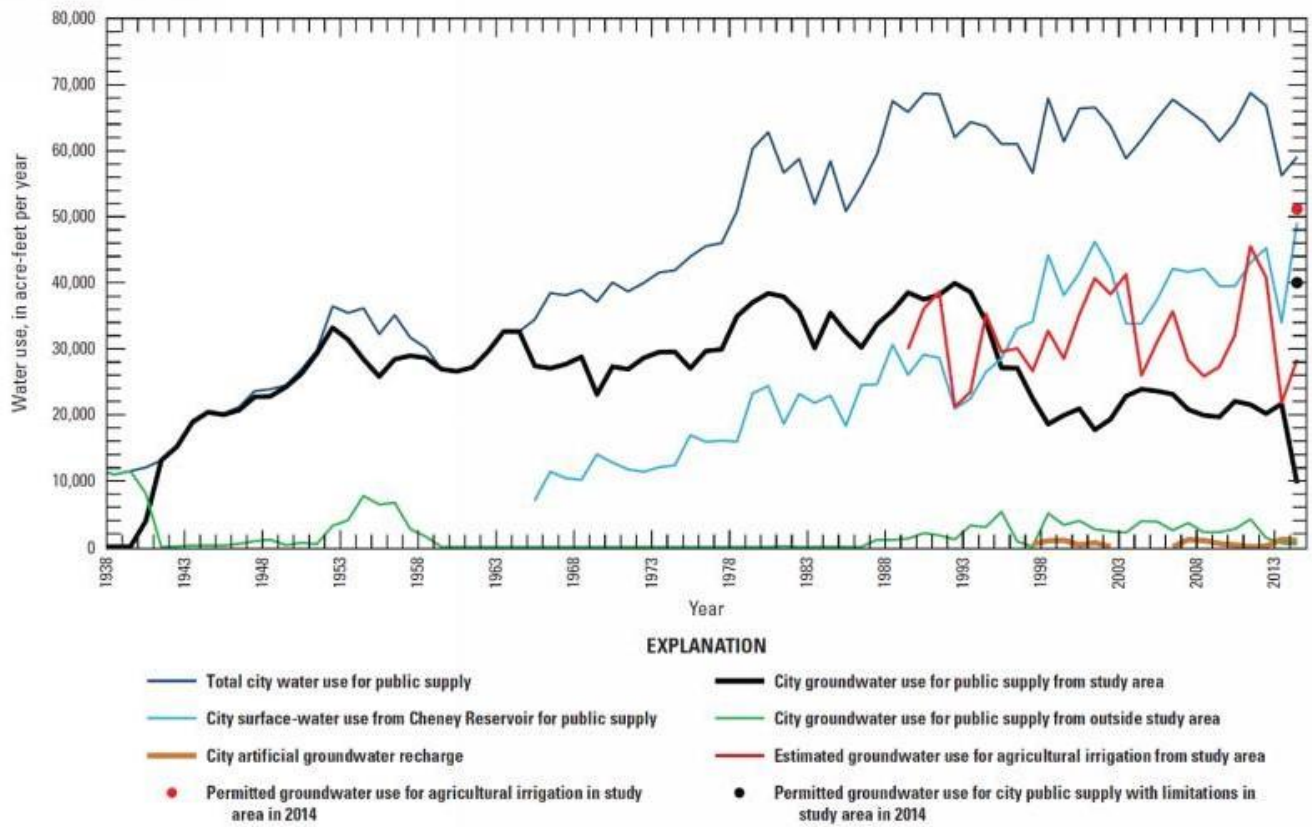 80,000
70,000
60,000
50,000
40,000
30,000
20,000
10,000
0
Water use, in acre-feet per year
1938
1943
1948
1953
1958
1963
1968
1973
1978
1983
1988
1993
1998
2003
2008
2013
Year
EXPLANATION
Total city water use for public supply
City surface-water use from Cheney Reservoir for public supply
City artificial groundwater recharge
Permitted groundwater use for agricultural irrigation in study
area in 2014
City groundwater use for public supply from study area
City groundwater use for public supply from outside study area
Estimated groundwater use for agricultural irrigation from study area
Permitted groundwater use for city public supply with limitations in
study area in 2014